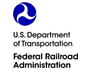 U.S. Department
of Transportation
Federal Railroad
Administration